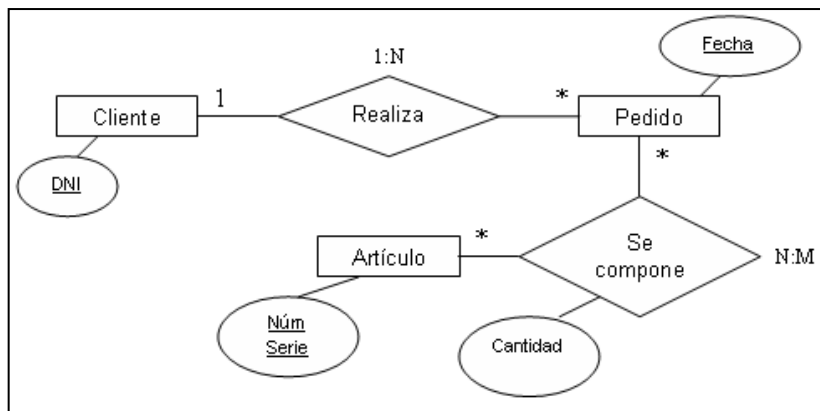 Fecha
1:N
1
*
Cliente
Realiza
Pedido
*
DNI
*
Se
compone
N:M
Artículo
Núm
Serie
Cantidad